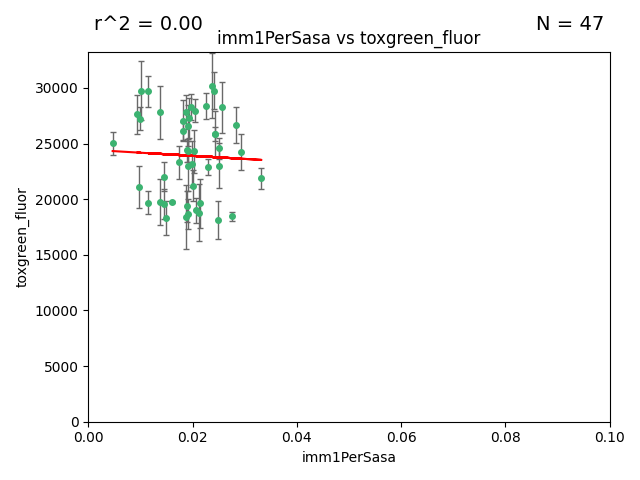 r^2 = 0.00
N = 47
imm1PerSasa vs toxgreen_fluor
toxgreen_fluor
30000
25000
20000
15000
10000
5000
0
0.00 0.02 0.04 0.06 0.08 0.10
imm1PerSasa